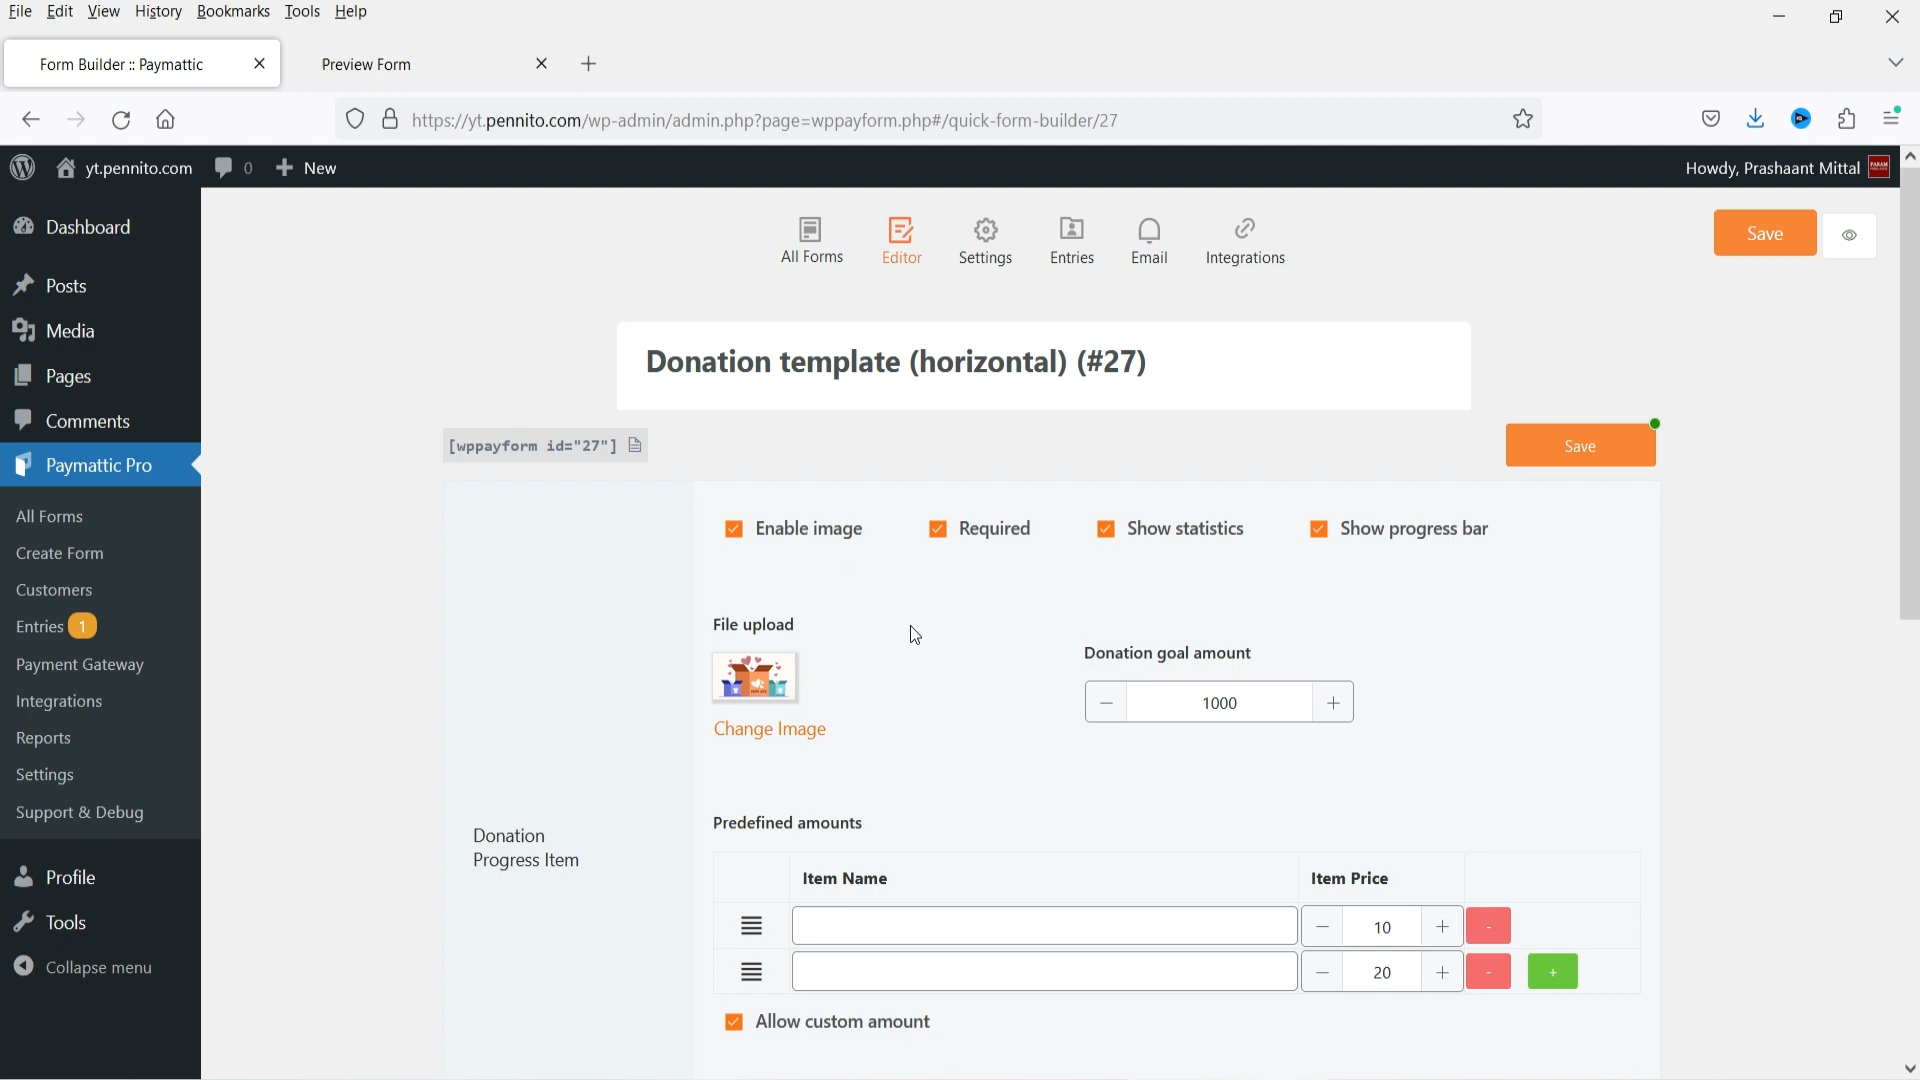 File Edit View History Bookmarks Tools Help
Form Builder :: Paymattic
Preview Form
https://yt.pennito.com/wp-admin/admin.php?page=wppayform.php#/quick-form-builder/27
yt.pennito.com 0 New
Howdy, Prashaant Mittal
Dashboard
Posts
Media
Pages
Comments
Paymattic Pro
All Forms
Create Form
Customers
Entries 1
Payment Gateway
Integrations
Reports
Settings
Support & Debug
Profile
Tools
Collapse menu
All Forms Editor Settings Entries Email Integrations
Save
Donation template (horizontal) (#27)
[wppayform id="27"]
Save
Enable image Required Show statistics Show progress bar
File upload
Change Image
Donation goal amount
1000
Donation
Progress Item
Predefined amounts
Item Name Item Price
10 -
20 - +
Allow custom amount